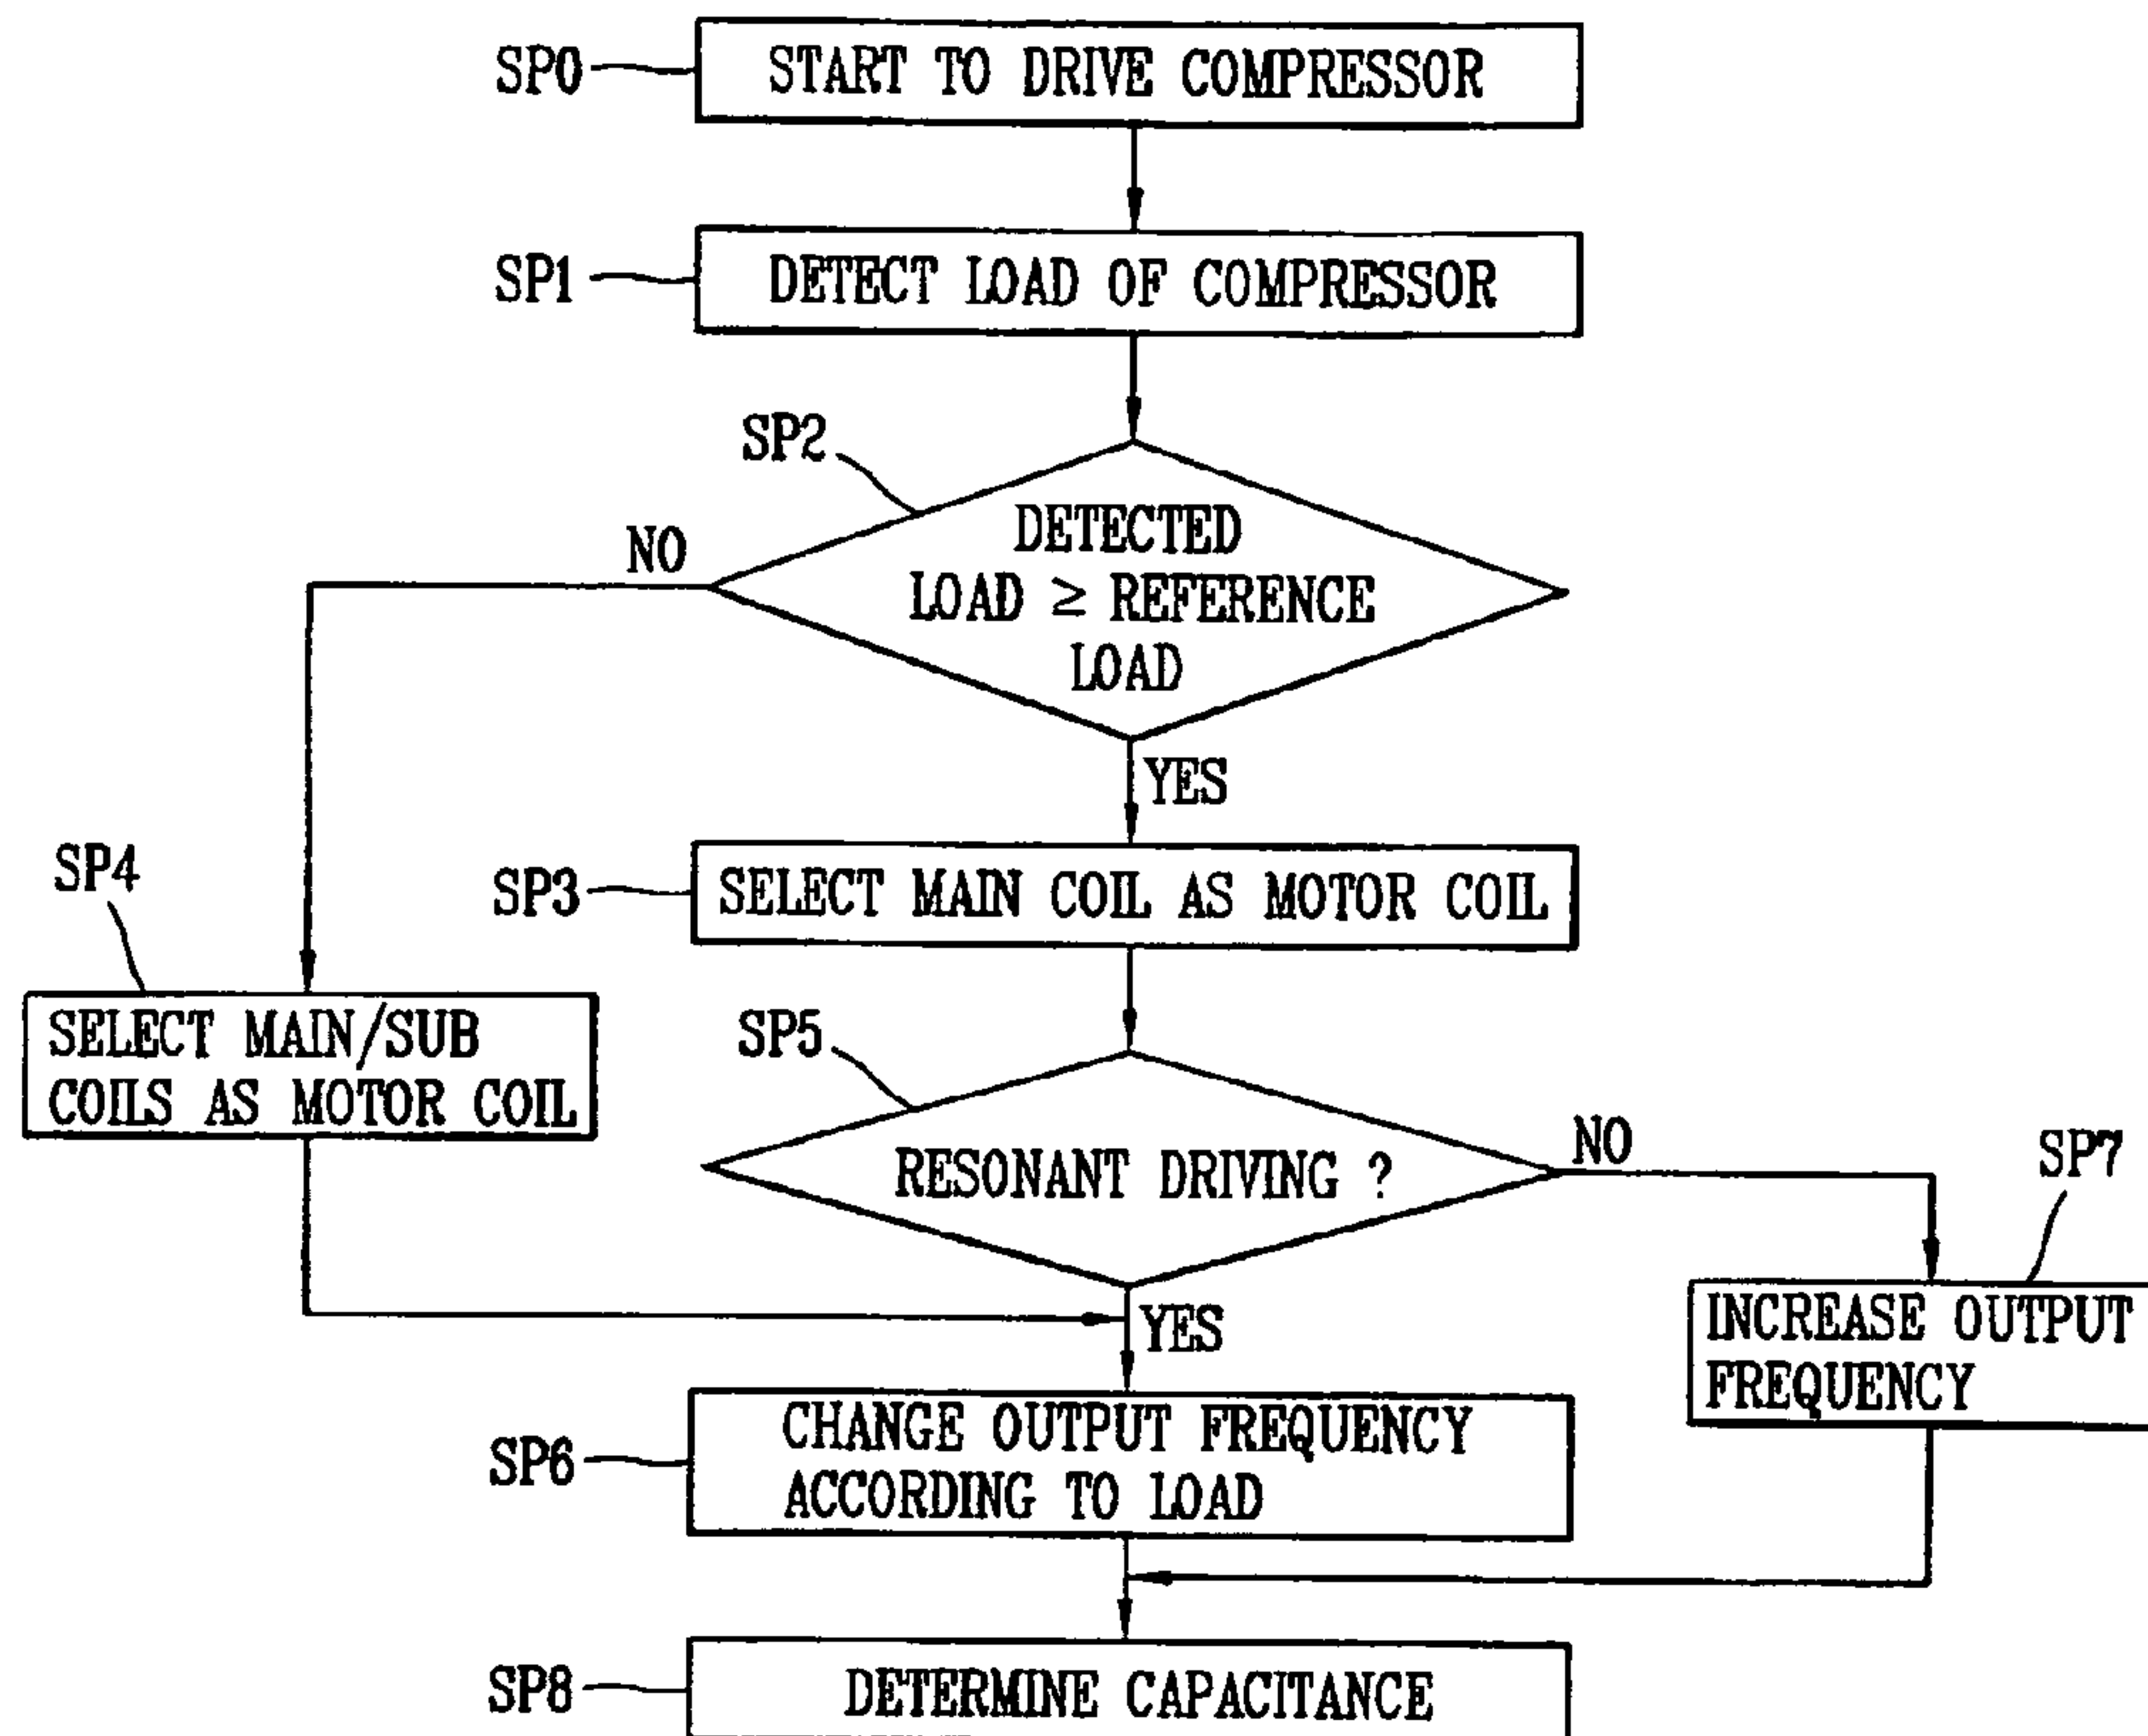 SP0
START TO DRIVE COMPRESSOR
SP1
DETECT LOAD OF COMPRESSOR
SP2
DETECTED
LOAD ≥ REFERENCE
LOAD
NO
YES
SP3
SELECT MAIN COIL AS MOTOR COIL
SP4
SELECT MAIN/SUB
COILS AS MOTOR COIL
SP5
RESONANT DRIVING ?
NO
SP7
INCREASE OUTPUT
FREQUENCY
YES
SP6
CHANGE OUTPUT FREQUENCY
ACCORDING TO LOAD
SP8
DETERMINE CAPACITANCE